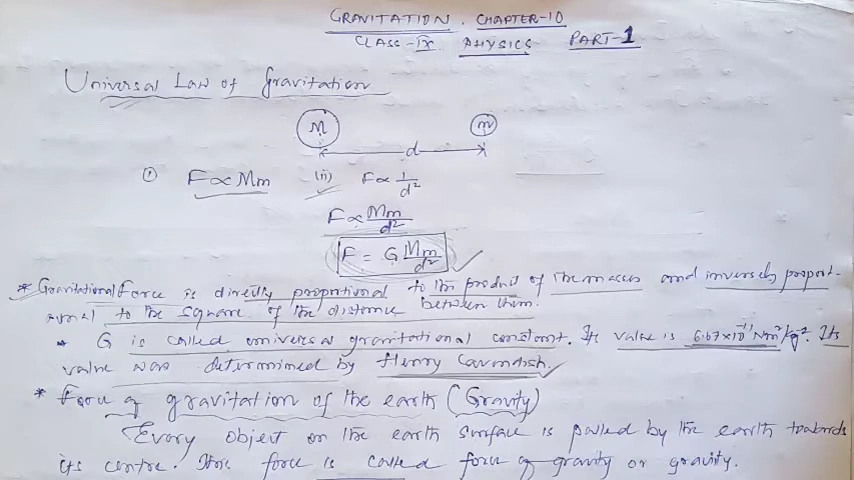 GRAVITATION. CHAPTER-10
CLASS-IX PHYSICS PART-1
Universal Law of Gravitation
M m
d
(i) F ∝ Mm (ii) F ∝ 1/d²
F ∝ Mm/d²
F = G Mm/d²
* Gravitational Force is directly proportional to the product of the masses and inversely proport-
ional to the square of the distance between them.
* G is called universal gravitational constant. Its value is 6.67×10⁻¹¹ Nm²/kg². Its
value was determined by Henry Cavendish.
* Force of gravitation of the earth (Gravity)
Every object on the earth surface is pulled by the earth towards
its centre. This force is called force of gravity or gravity.